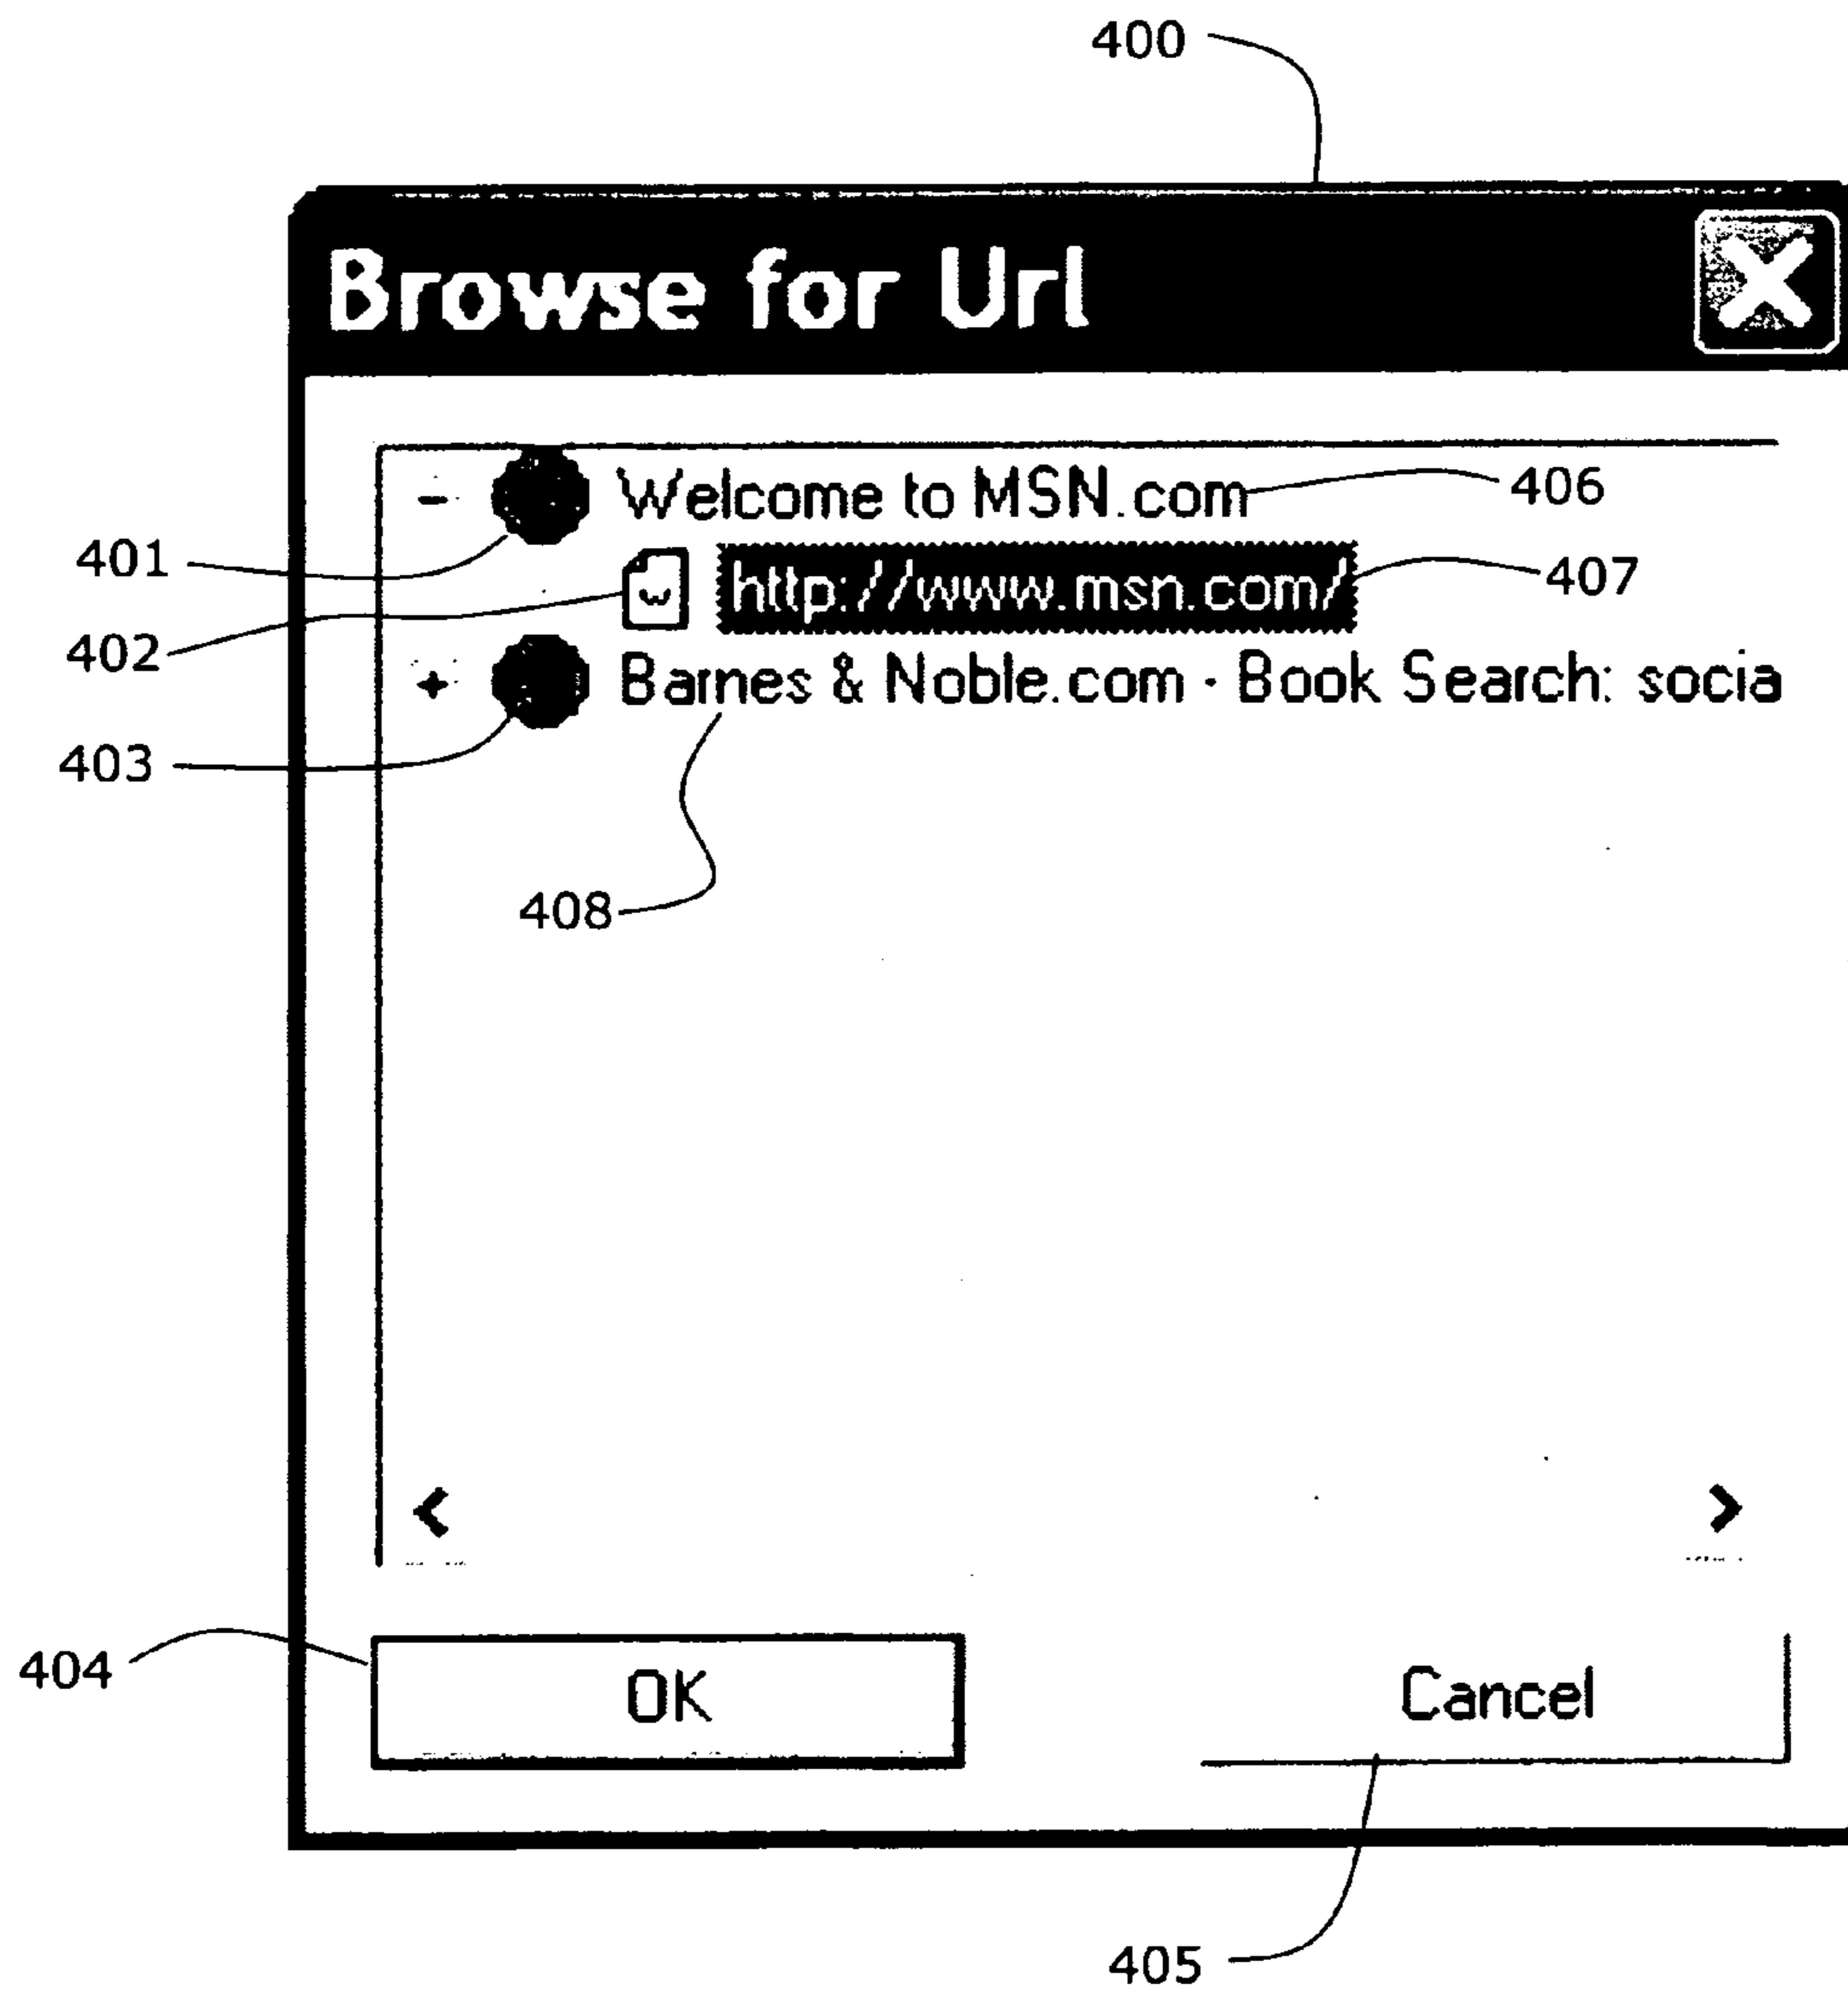 400
Browse for Url
- Welcome to MSN.com 406
401
http://www.msn.com/ 407
402
+ Barnes & Noble.com - Book Search: socia
403
408
< >
404
OK Cancel
405